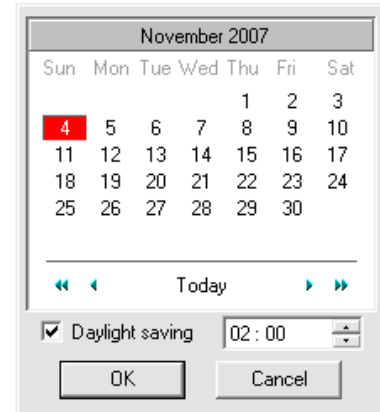 November 2007
Sun Mon Tue Wed Thu Fri Sat
1 2 3
4 5 6 7 8 9 10
11 12 13 14 15 16 17
18 19 20 21 22 23 24
25 26 27 28 29 30
Today
Daylight saving 02 : 00
OK Cancel